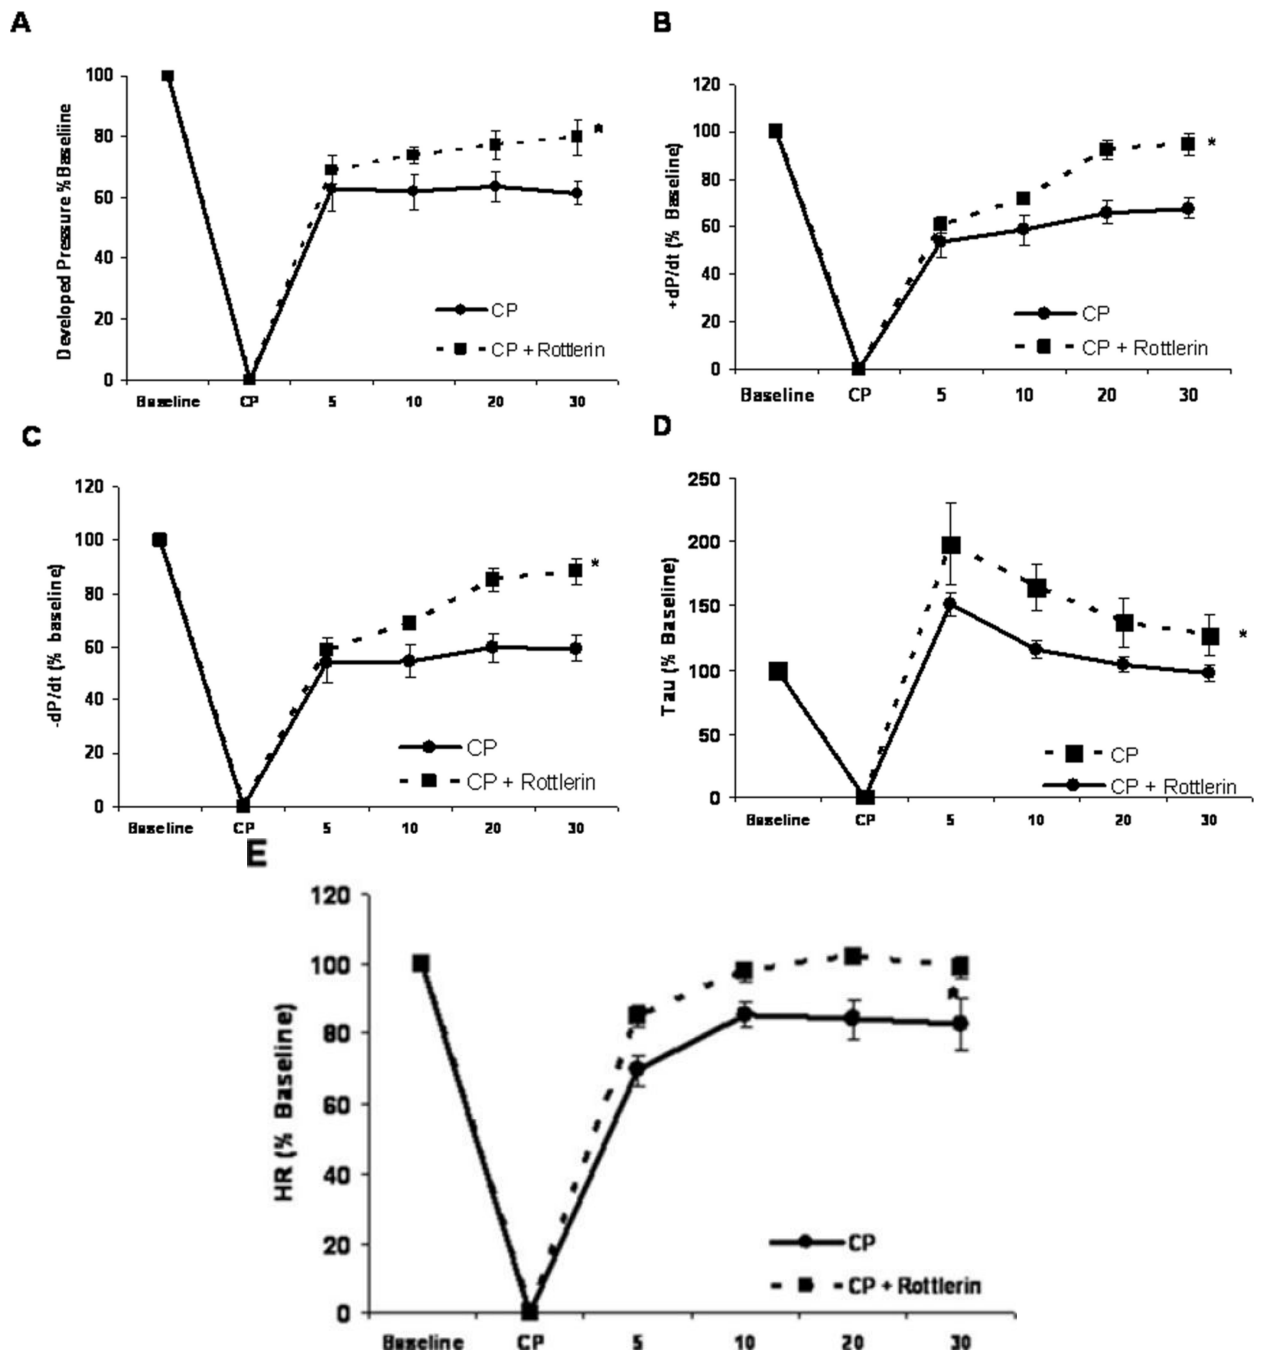 A
Developed Pressure %Baseline
100
80
60
40
20
0
*
CP
CP + Rottlerin
Baseline CP 5 10 20 30
B
+dP/dt (% Baseline)
120
100
80
60
40
20
0
*
CP
CP + Rottlerin
Baseline CP 5 10 20 30
C
-dP/dt (% baseline)
120
100
80
60
40
20
0
*
CP
CP + Rottlerin
Baseline CP 5 10 20 30
D
Tau (% Baseline)
250
200
150
100
50
0
*
CP
CP + Rottlerin
Baseline CP 5 10 20 30
E
HR (% Baseline)
120
100
80
60
40
20
0
*
CP
CP + Rottlerin
Baseline CP 5 10 20 30